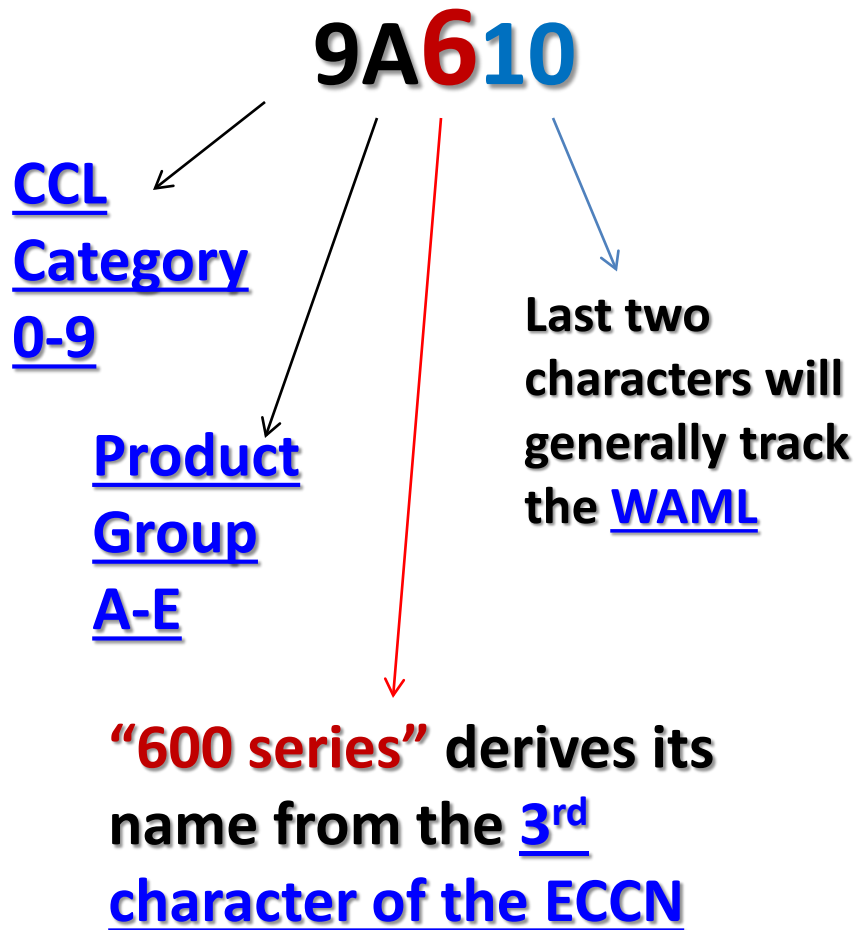 9A610
CCL
Category
0-9
Last two
characters will
generally track
the WAML
Product
Group
A-E
“600 series” derives its
name from the 3rd
character of the ECCN